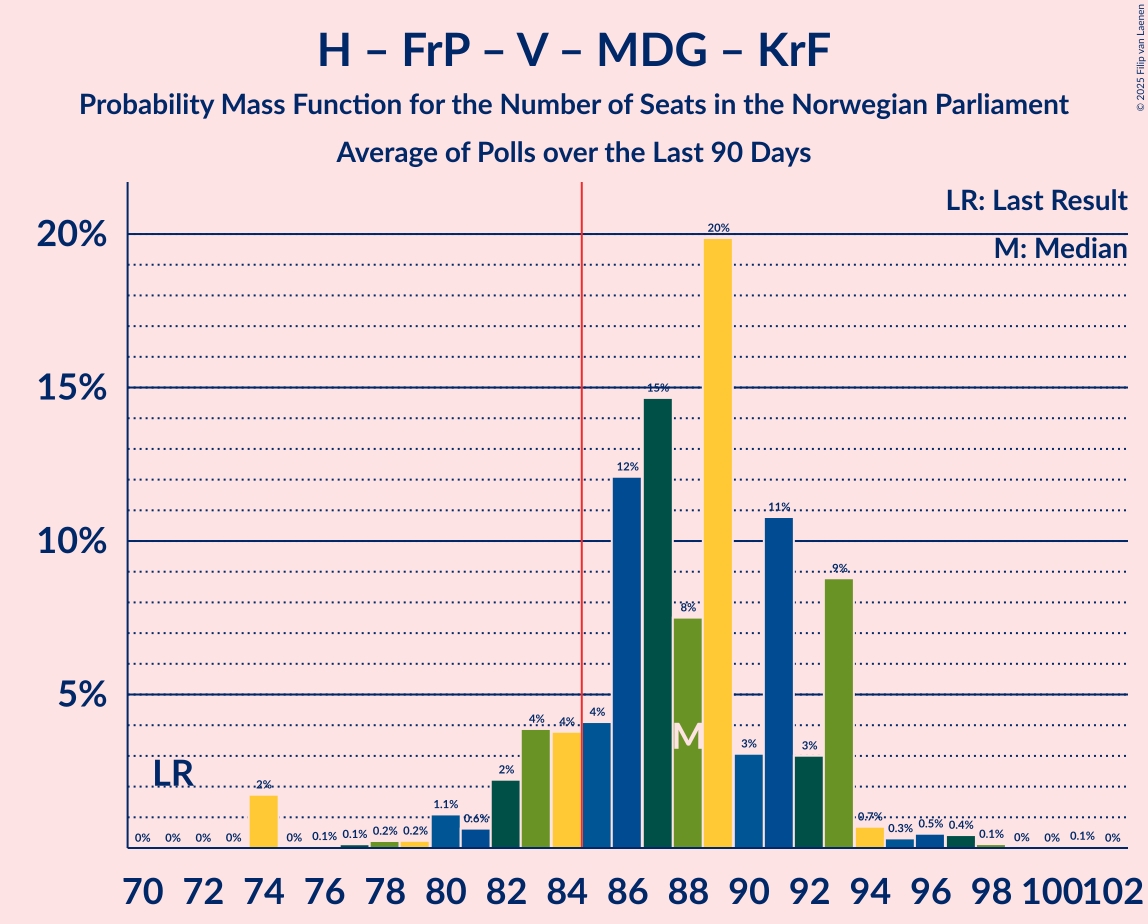 H – FrP – V – MDG – KrF
Probability Mass Function for the Number of Seats in the Norwegian Parliament
Average of Polls over the Last 90 Days
© 2025 Filip van Laenen
LR: Last Result
M: Median
20%
15%
10%
5%
LR
M
0% 0% 0% 0% 2% 0% 0.1% 0.1% 0.2% 0.2% 1.1% 0.6% 2% 4% 4% 4% 12% 15% 8% 20% 3% 11% 3% 9% 0.7% 0.3% 0.5% 0.4% 0.1% 0% 0% 0.1% 0%
70 72 74 76 78 80 82 84 86 88 90 92 94 96 98 100 102